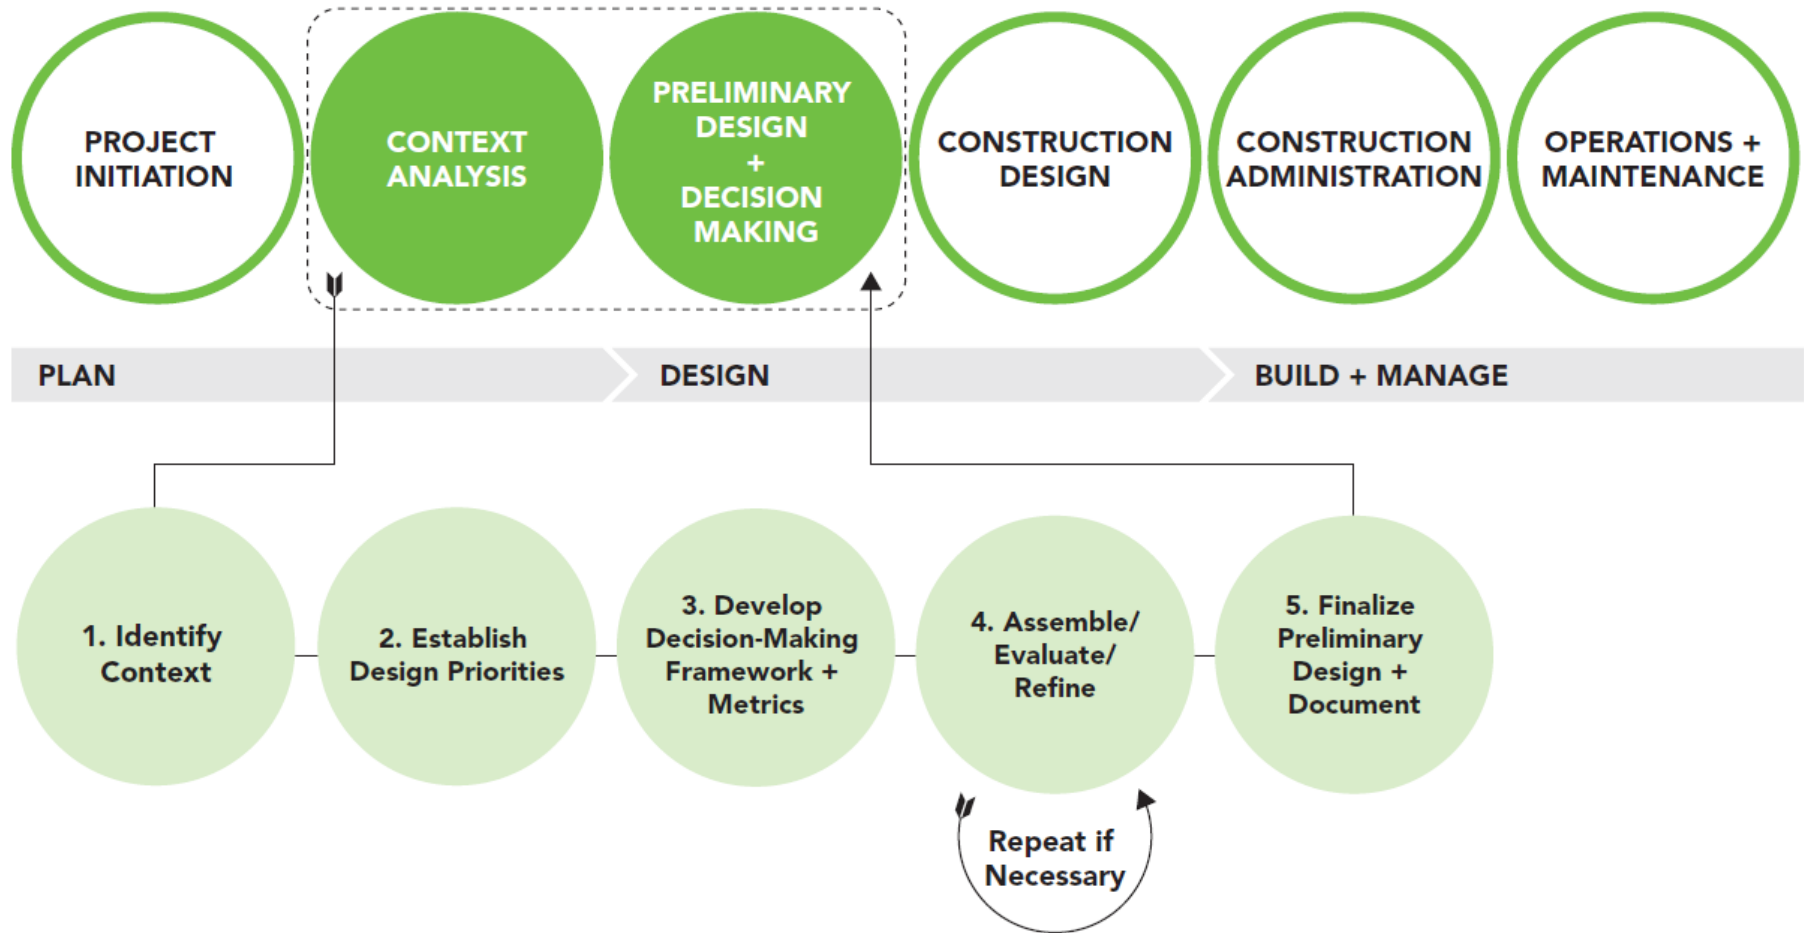 PROJECT
INITIATION
CONTEXT
ANALYSIS
PRELIMINARY
DESIGN
+
DECISION
MAKING
CONSTRUCTION
DESIGN
CONSTRUCTION
ADMINISTRATION
OPERATIONS +
MAINTENANCE
PLAN
DESIGN
BUILD + MANAGE
1. Identify
Context
2. Establish
Design Priorities
3. Develop
Decision-Making
Framework +
Metrics
4. Assemble/
Evaluate/
Refine
5. Finalize
Preliminary
Design +
Document
Repeat if
Necessary